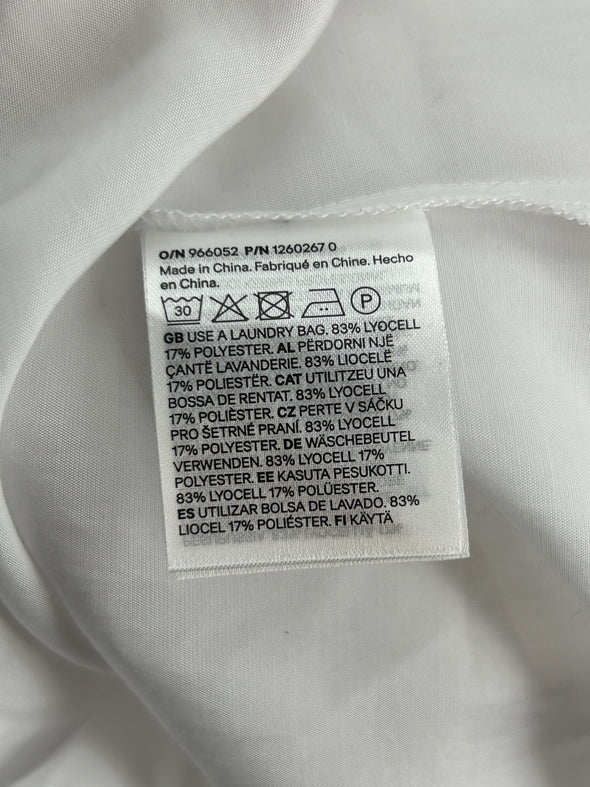 O/N 966052 P/N 1260267 0
Made in China. Fabriqué en Chine. Hecho
en China.
30 P
GB USE A LAUNDRY BAG. 83% LYOCELL
17% POLYESTER. AL PËRDORNI NJË
ÇANTË LAVANDERIE. 83% LIOCELË
17% POLIESTËR. CAT UTILITZEU UNA
BOSSA DE RENTAT. 83% LYOCELL
17% POLIÈSTER. CZ PERTE V SÁČKU
PRO ŠETRNÉ PRANÍ. 83% LYOCELL
17% POLYESTER. DE WÄSCHEBEUTEL
VERWENDEN. 83% LYOCELL 17%
POLYESTER. EE KASUTA PESUKOTTI.
83% LYOCELL 17% POLÜESTER.
ES UTILIZAR BOLSA DE LAVADO. 83%
LIOCEL 17% POLIÉSTER. FI KÄYTÄ